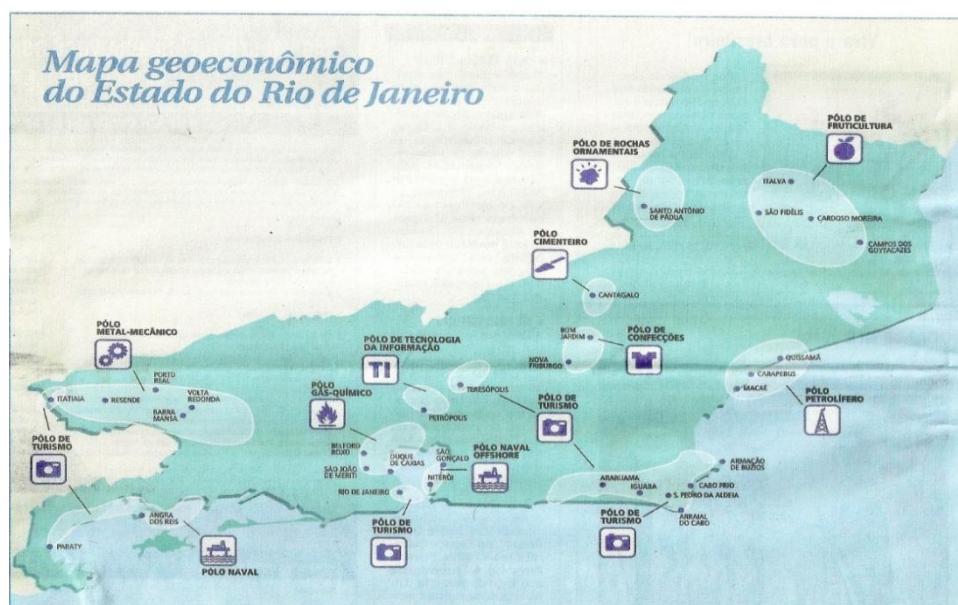 Mapa geoeconômico
do Estado do Rio de Janeiro
PÓLO DE
FRUTICULTURA
PÓLO DE ROCHAS
ORNAMENTAIS
ITALVA
SÃO FIDÉLIS
CARDOSO MOREIRA
SANTO ANTÔNIO
DE PÁDUA
CAMPOS DOS
GOYTACAZES
PÓLO
CIMENTEIRO
CANTAGALO
PÓLO
METAL-MECÂNICO
BOM
JARDIM
PÓLO DE
CONFECÇÕES
PÓLO DE TECNOLOGIA
DA INFORMAÇÃO
TI
NOVA
FRIBURGO
QUISSAMÃ
CARAPEBUS
MACAÉ
PÓLO
PETROLÍFERO
PORTO
REAL
ITATIAIA
RESENDE
VOLTA
REDONDA
BARRA
MANSA
PÓLO
GÁS-QUÍMICO
TERESÓPOLIS
PETRÓPOLIS
PÓLO DE
TURISMO
PÓLO DE
TURISMO
BELFORD
ROXO
DUQUE
DE CAXIAS
SÃO
GONÇALO
PÓLO NAVAL
OFFSHORE
SÃO JOÃO
DE MERITI
NITERÓI
RIO DE JANEIRO
ARMAÇÃO
DE BÚZIOS
ARARUAMA
IGUABA
CABO FRIO
S. PEDRO DA ALDEIA
ARRAIAL
DO CABO
ANGRA
DOS REIS
PARATY
PÓLO NAVAL
PÓLO DE
TURISMO
PÓLO DE
TURISMO